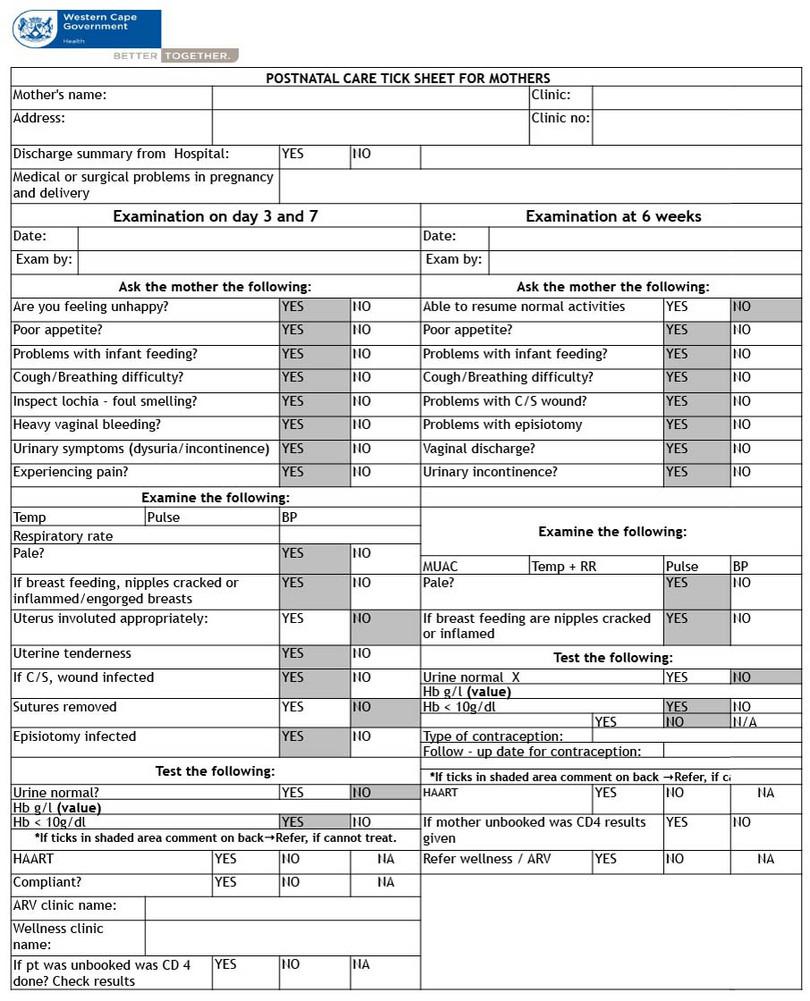 Western Cape
Government
Health
BETTER TOGETHER.
POSTNATAL CARE TICK SHEET FOR MOTHERS
Mother's name:
Clinic:
Address:
Clinic no:
Discharge summary from Hospital: YES NO
Medical or surgical problems in pregnancy
and delivery
Examination on day 3 and 7
Date:
Exam by:
Ask the mother the following:
Are you feeling unhappy? YES NO
Poor appetite? YES NO
Problems with infant feeding? YES NO
Cough/Breathing difficulty? YES NO
Inspect lochia - foul smelling? YES NO
Heavy vaginal bleeding? YES NO
Urinary symptoms (dysuria/incontinence) YES NO
Experiencing pain? YES NO
Examine the following:
Temp Pulse BP
Respiratory rate
Pale? YES NO
If breast feeding, nipples cracked or YES NO
inflammed/engorged breasts
Uterus involuted appropriately: YES NO
Uterine tenderness YES NO
If C/S, wound infected YES NO
Sutures removed YES NO
Episiotomy infected YES NO
Test the following:
Urine normal? YES NO
Hb g/l (value)
Hb < 10g/dl YES NO
*If ticks in shaded area comment on back→Refer, if cannot treat.
HAART YES NO NA
Compliant? YES NO NA
ARV clinic name:
Wellness clinic
name:
If pt was unbooked was CD 4 YES NO NA
done? Check results
Examination at 6 weeks
Date:
Exam by:
Ask the mother the following:
Able to resume normal activities YES NO
Poor appetite? YES NO
Problems with infant feeding? YES NO
Cough/Breathing difficulty? YES NO
Problems with C/S wound? YES NO
Problems with episiotomy YES NO
Vaginal discharge? YES NO
Urinary incontinence? YES NO
Examine the following:
MUAC Temp + RR Pulse BP
Pale? YES NO
If breast feeding are nipples cracked YES NO
or inflamed
Test the following:
Urine normal X YES NO
Hb g/l (value)
Hb < 10g/dl YES NO
YES NO N/A
Type of contraception:
Follow - up date for contraception:
*If ticks in shaded area comment on back →Refer, if
HAART YES NO NA
If mother unbooked was CD4 results YES NO
given
Refer wellness / ARV YES NO NA